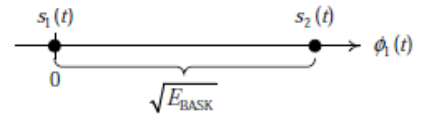 s₁(t) s₂(t)
ϕ₁(t)
0
√E_BASK